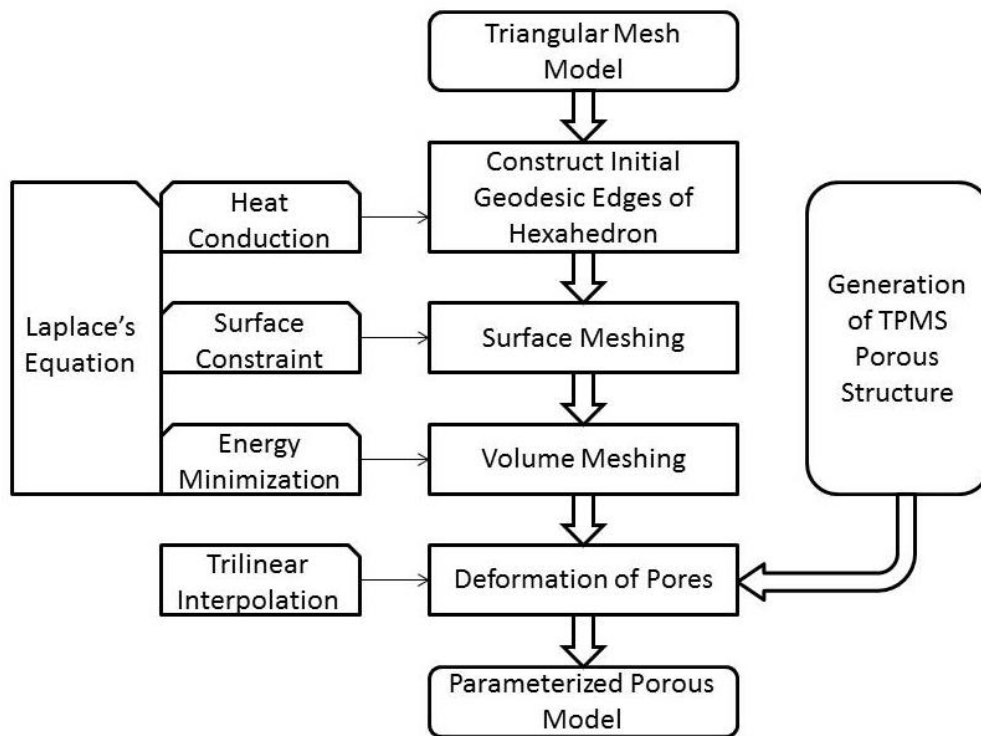 Triangular Mesh
Model
Construct Initial
Geodesic Edges of
Hexahedron
Heat
Conduction
Laplace’s
Equation
Surface
Constraint
Surface Meshing
Generation
of TPMS
Porous
Structure
Energy
Minimization
Volume Meshing
Trilinear
Interpolation
Deformation of Pores
Parameterized Porous
Model